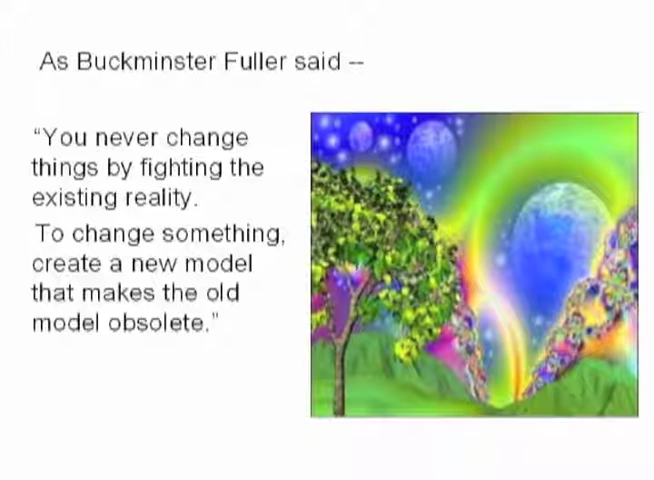 As Buckminster Fuller said --
“You never change
things by fighting the
existing reality.
To change something,
create a new model
that makes the old
model obsolete.”